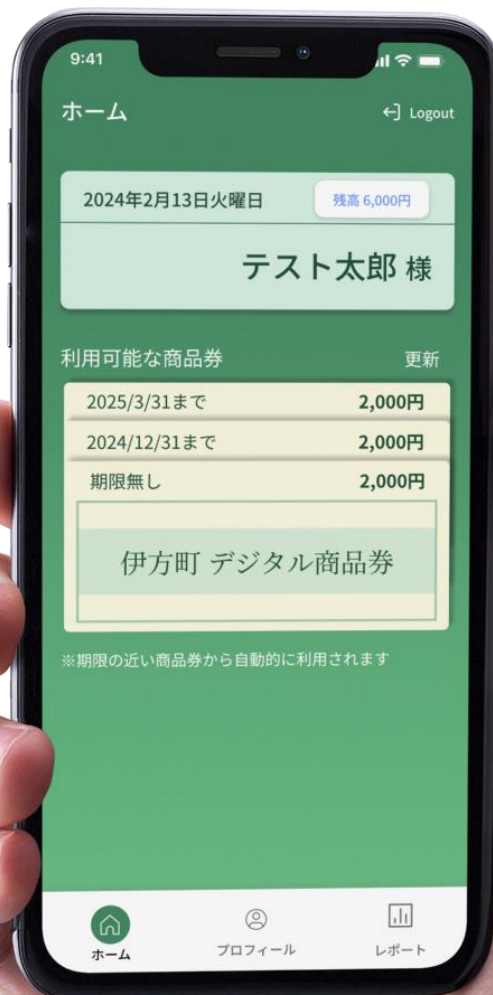 9:41
ホーム
Logout
2024年2月13日火曜日
残高 6,000円
テスト太郎 様
利用可能な商品券
更新
2025/3/31まで 2,000円
2024/12/31まで 2,000円
期限無し 2,000円
伊方町 デジタル商品券
※期限の近い商品券から自動的に利用されます
ホーム
プロフィール
レポート